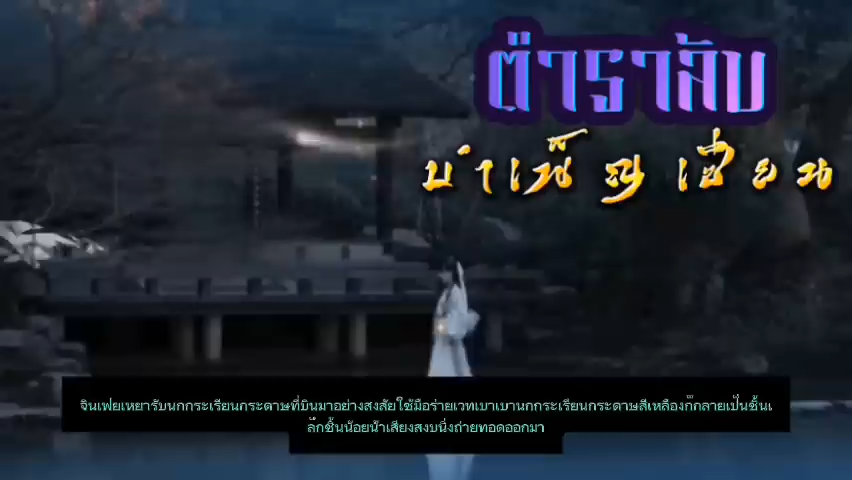 ตำราลับ
บำเพ็ญเซียน
จินเฟยเหยารับนกกระเรียนกระดาษที่บินมาอย่างสงสัยใช้มือร่ายเวทเบาเบานกกระเรียนกระดาษสีเหลืองก็กลายเป็นชิ้นเ
ล็กชิ้นน้อยน้ำเสียงสงบนิ่งถ่ายทอดออกมา